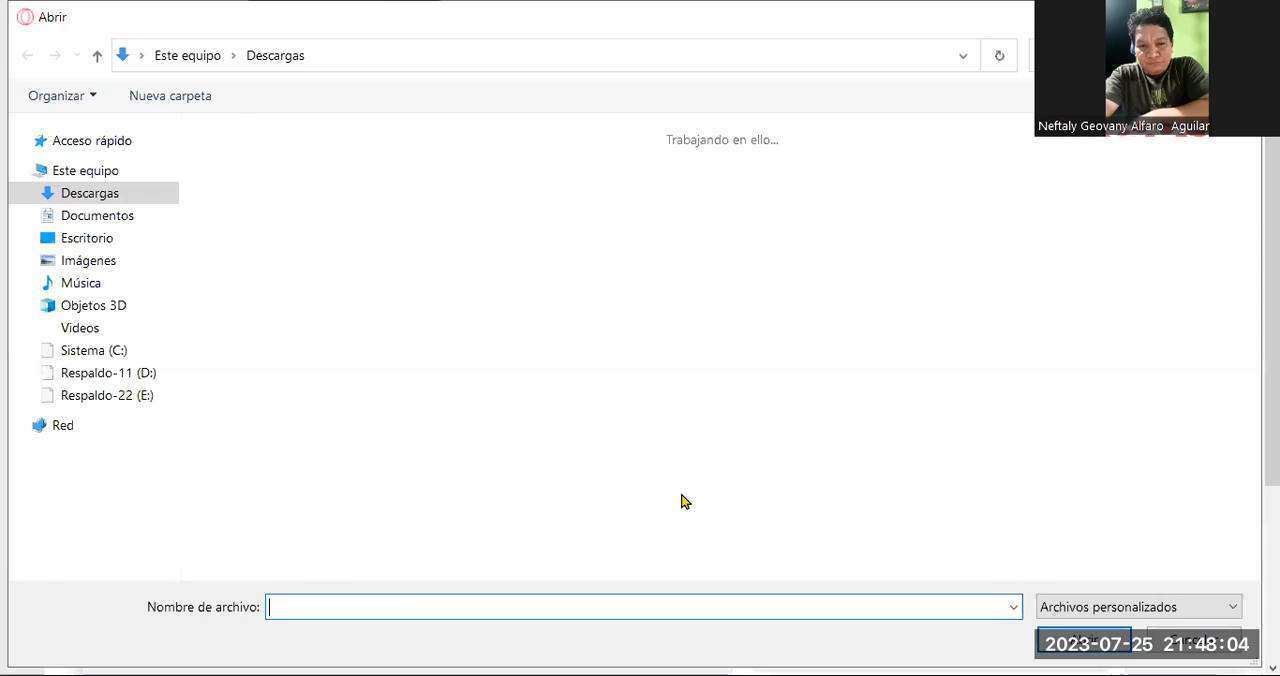 Abrir
Este equipo > Descargas
Neftaly Geovany Alfaro Aguilar
Organizar
Nueva carpeta
Trabajando en ello...
Acceso rápido
Este equipo
Descargas
Documentos
Escritorio
Imágenes
Música
Objetos 3D
Videos
Sistema (C:)
Respaldo-11 (D:)
Respaldo-22 (E:)
Red
Nombre de archivo:
Archivos personalizados
2023-07-25 21:48:04